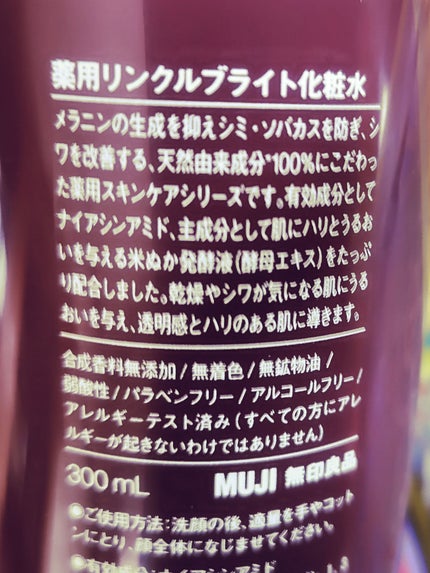 薬用リンクルブライト化粧水
メラニンの生成を抑えシミ・ソバカスを防ぎ、シ
ワを改善する、天然由来成分*100%にこだわっ
た薬用スキンケアシリーズです。有効成分として
ナイアシンアミド、主成分として肌にハリとうるお
いを与える米ぬか発酵液(酵母エキス)をたっぷ
り配合しました。乾燥やシワが気になる肌にうる
おいを与え、透明感とハリのある肌に導きます。
合成香料無添加/無着色/無鉱物油/
弱酸性/パラベンフリー/アルコールフリー/
アレルギーテスト済み(すべての方にアレ
ルギーが起きないわけではありません)
300mL MUJI 無印良品
●ご使用方法:洗顔の後、適量を手やコット
ンにとり、顔全体になじませてください。
●有効成分:ナイアシンアミド